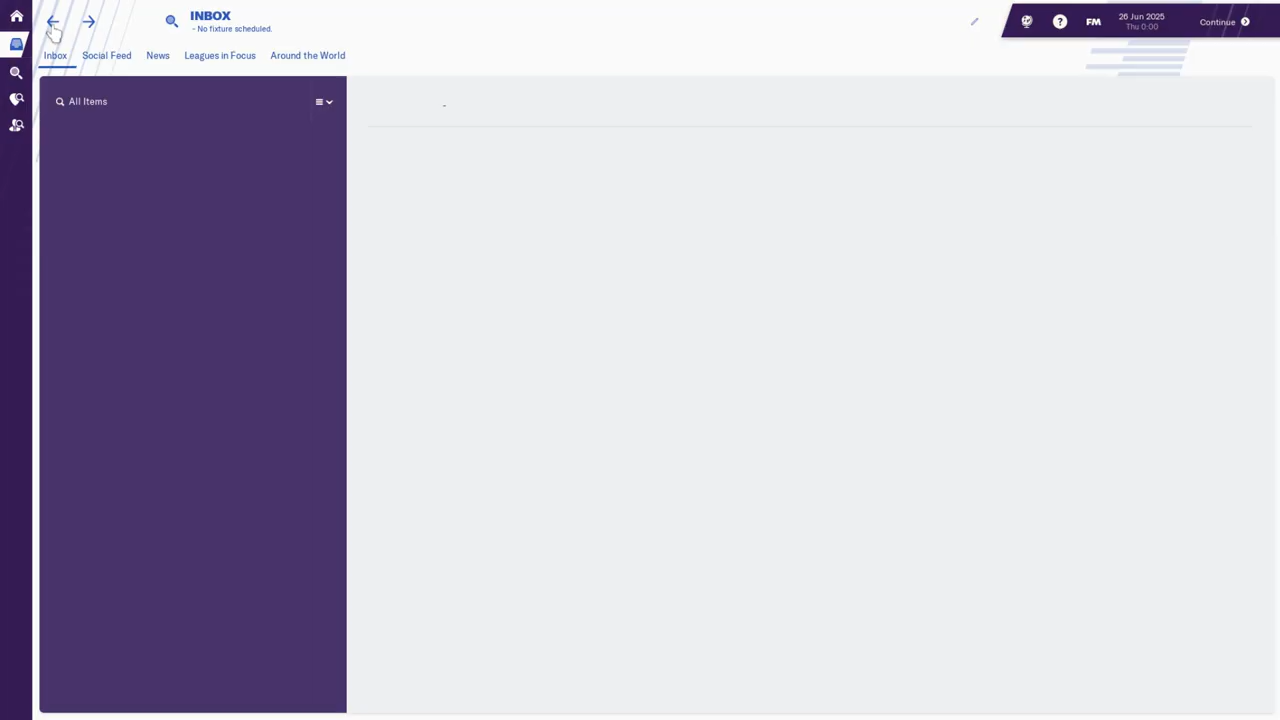 INBOX
- No fixture scheduled.
26 Jun 2025
Thu 0:00
?
FM
Continue
Inbox
Social Feed
News
Leagues in Focus
Around the World
All Items
-